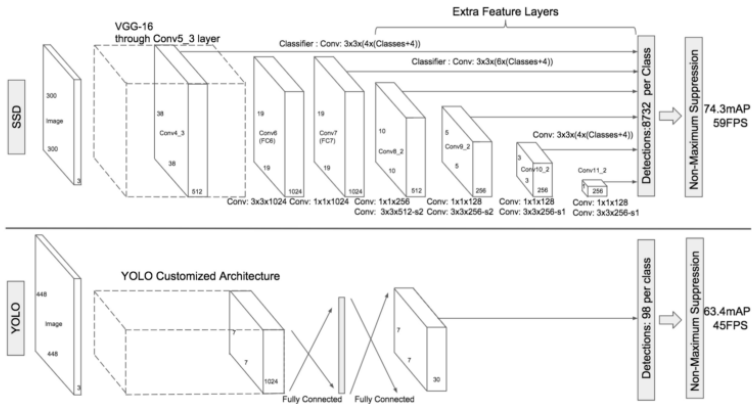 VGG-16
through Conv5_3 layer
Extra Feature Layers
Classifier : Conv: 3x3x(4x(Classes+4))
Classifier : Conv: 3x3x(6x(Classes+4))
SSD
300
Image
300
3
38
Conv4_3
38
512
19
Conv6
(FC6)
19
1024
19
Conv7
(FC7)
19
1024
10
Conv8_2
10
512
5
Conv9_2
5
256
Conv: 3x3x(4x(Classes+4))
3
Conv10_2
3
256
Conv11_2
256
Conv: 3x3x1024
Conv: 1x1x1024
Conv: 1x1x256
Conv: 3x3x512-s2
Conv: 1x1x128
Conv: 3x3x256-s2
Conv: 1x1x128
Conv: 3x3x256-s1
Conv: 1x1x128
Conv: 3x3x256-s1
Detections:8732 per Class
Non-Maximum Suppression
74.3mAP
59FPS
YOLO
448
Image
448
3
YOLO Customized Architecture
7
7
1024
Fully Connected
Fully Connected
7
7
30
Detections: 98 per class
Non-Maximum Suppression
63.4mAP
45FPS